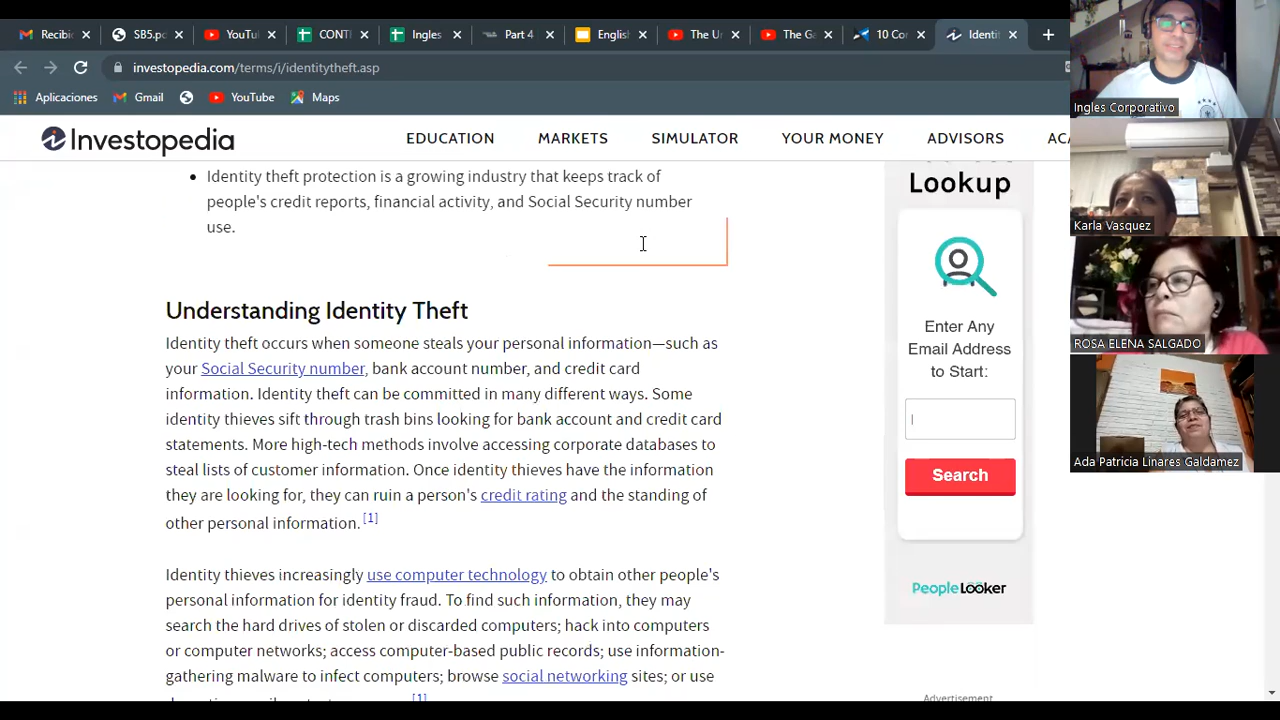 Recibi
SB5.p
YouTu
CONTI
Ingles
Part 4
English
The Ur
The Ga
10 Cor
Identi
investopedia.com/terms/i/identitytheft.asp
Aplicaciones
Gmail
YouTube
Maps
Investopedia
EDUCATION
MARKETS
SIMULATOR
YOUR MONEY
ADVISORS
ACA
Identity theft protection is a growing industry that keeps track of
people's credit reports, financial activity, and Social Security number
use.
Understanding Identity Theft
Identity theft occurs when someone steals your personal information—such as
your Social Security number, bank account number, and credit card
information. Identity theft can be committed in many different ways. Some
identity thieves sift through trash bins looking for bank account and credit card
statements. More high-tech methods involve accessing corporate databases to
steal lists of customer information. Once identity thieves have the information
they are looking for, they can ruin a person's credit rating and the standing of
other personal information. [1]
Identity thieves increasingly use computer technology to obtain other people's
personal information for identity fraud. To find such information, they may
search the hard drives of stolen or discarded computers; hack into computers
or computer networks; access computer-based public records; use information-
gathering malware to infect computers; browse social networking sites; or use
[1]
Lookup
Enter Any
Email Address
to Start:
Search
PeopleLooker
Advertisement
Ingles Corporativo
Karla Vasquez
ROSA ELENA SALGADO
Ada Patricia Linares Galdamez